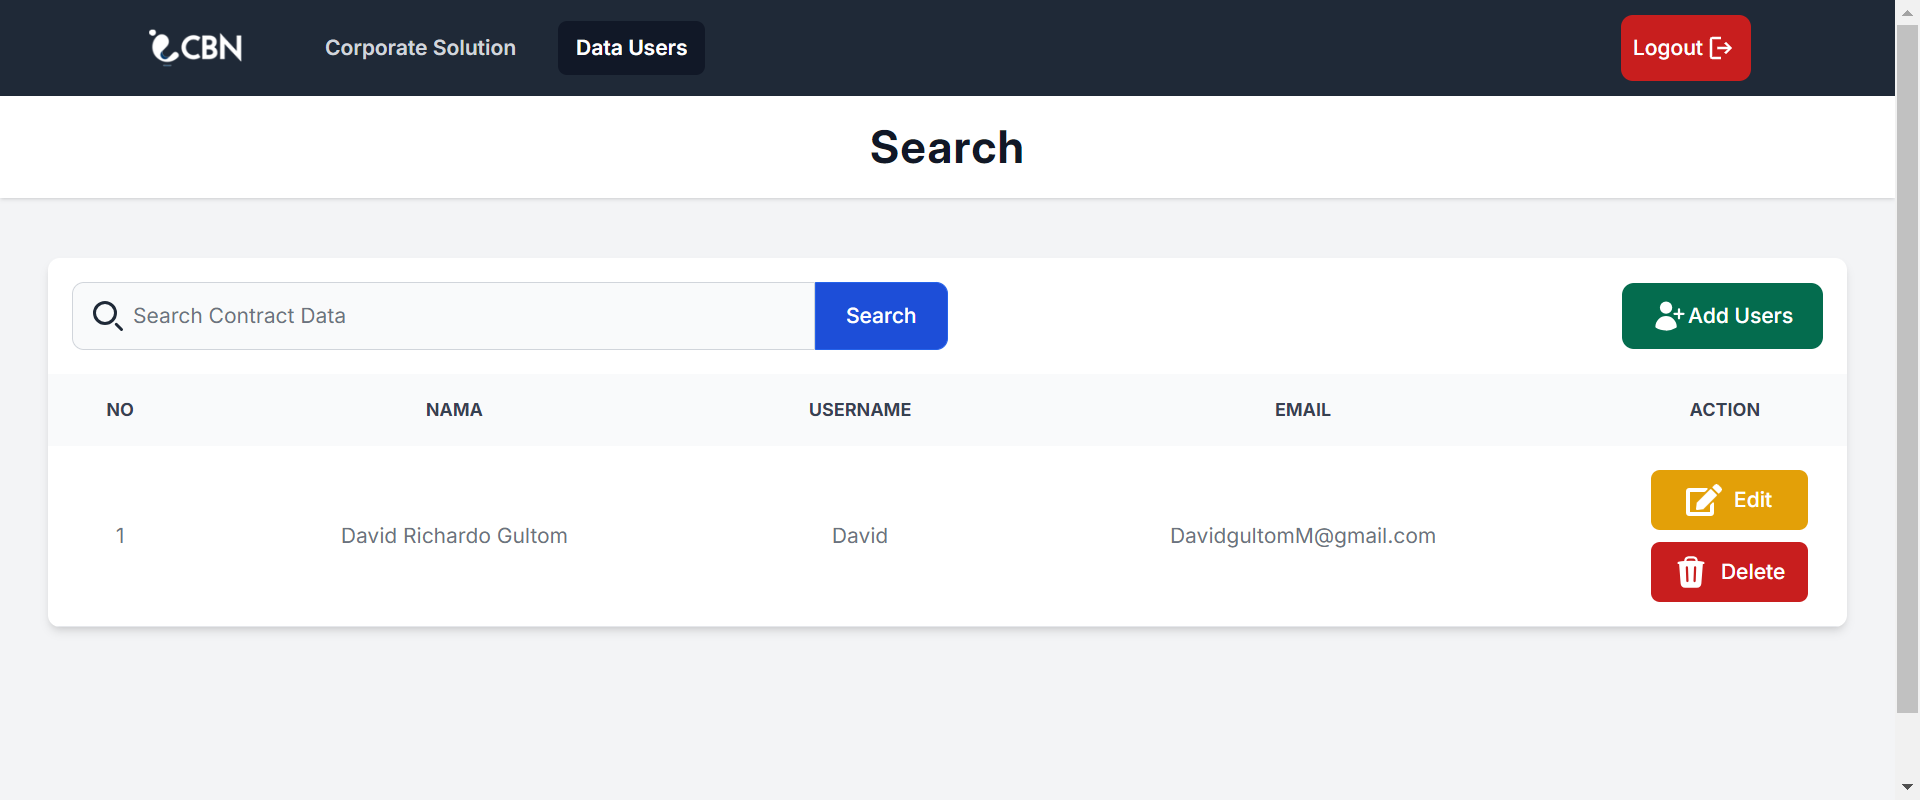 CBN
Corporate Solution
Data Users
Logout
Search
Search Contract Data
Search
Add Users
NO NAMA USERNAME EMAIL ACTION
1 David Richardo Gultom David DavidgultomM@gmail.com
Edit
Delete